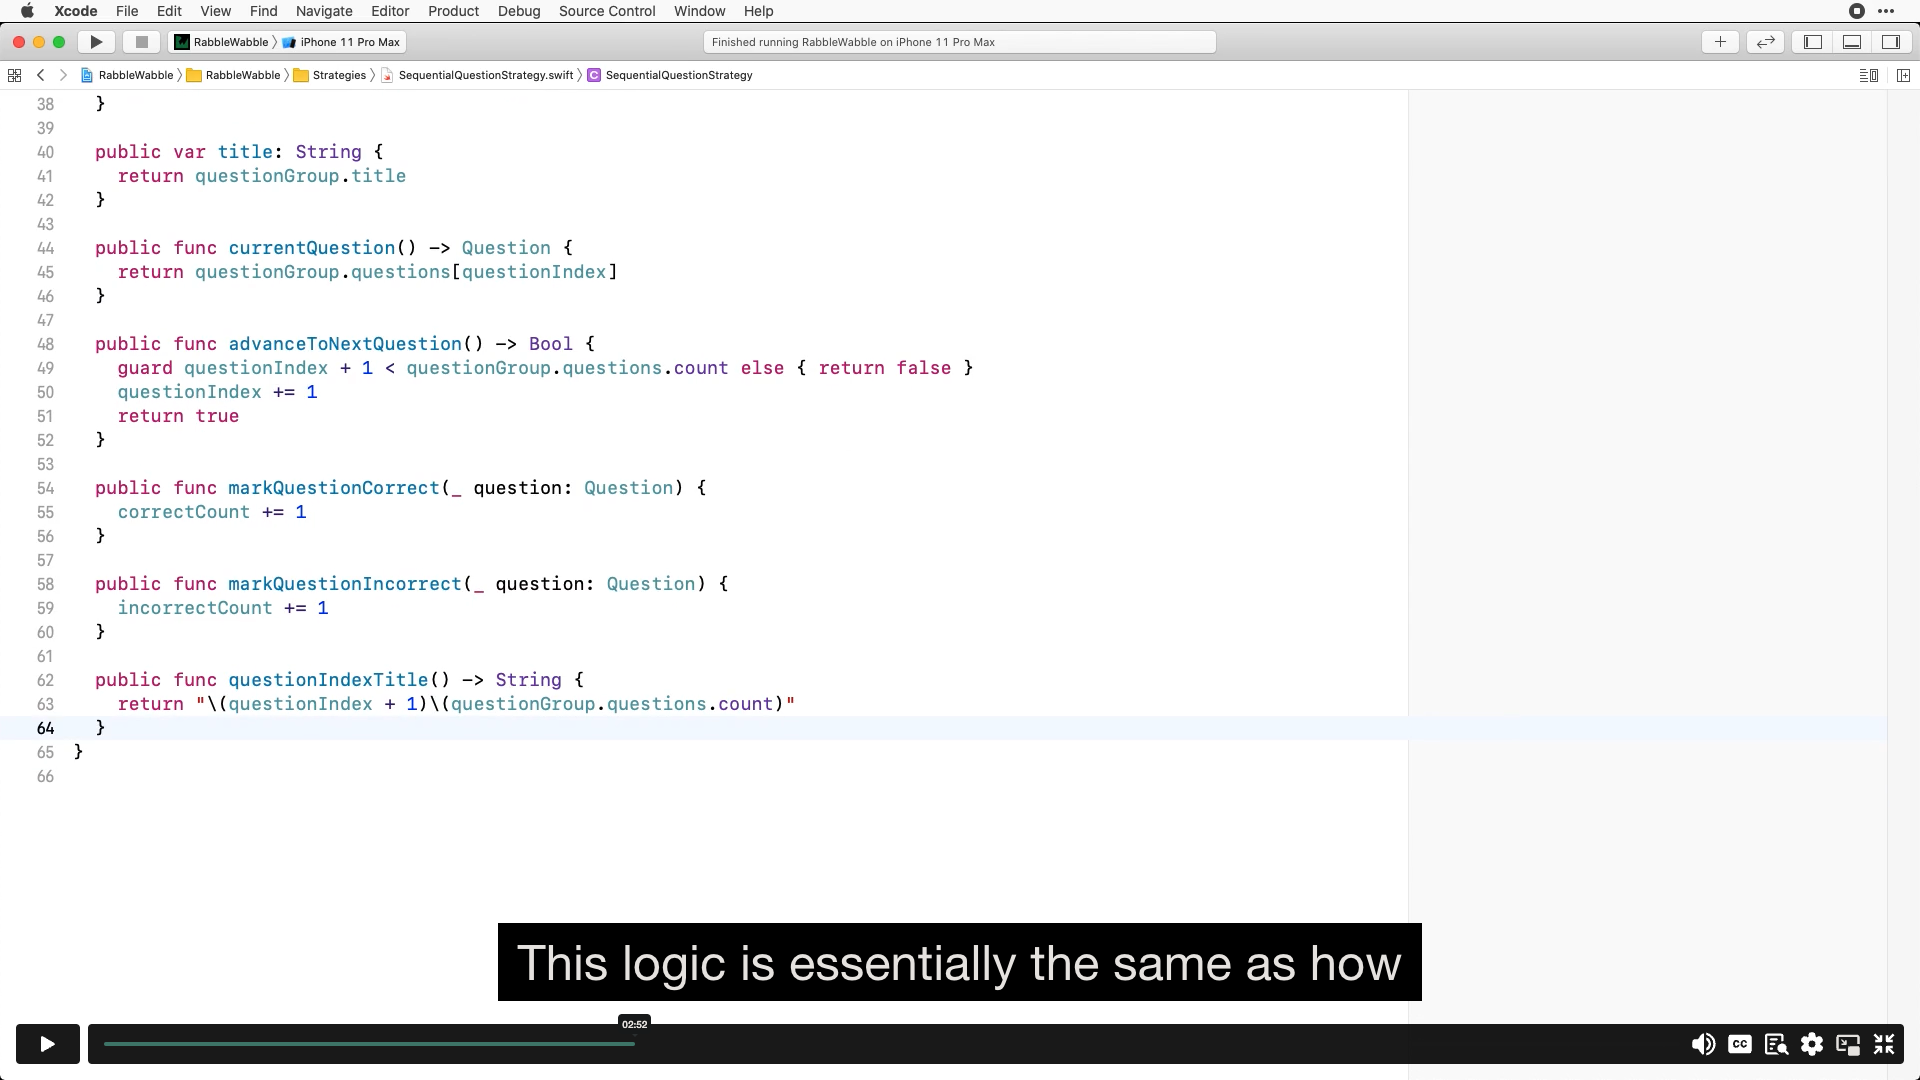 Xcode File Edit View Find Navigate Editor Product Debug Source Control Window Help
RabbleWabble iPhone 11 Pro Max Finished running RabbleWabble on iPhone 11 Pro Max
RabbleWabble RabbleWabble Strategies SequentialQuestionStrategy.swift C SequentialQuestionStrategy
38 }
39
40 public var title: String {
41 return questionGroup.title
42 }
43
44 public func currentQuestion() -> Question {
45 return questionGroup.questions[questionIndex]
46 }
47
48 public func advanceToNextQuestion() -> Bool {
49 guard questionIndex + 1 < questionGroup.questions.count else { return false }
50 questionIndex += 1
51 return true
52 }
53
54 public func markQuestionCorrect(_ question: Question) {
55 correctCount += 1
56 }
57
58 public func markQuestionIncorrect(_ question: Question) {
59 incorrectCount += 1
60 }
61
62 public func questionIndexTitle() -> String {
63 return "\(questionIndex + 1)\(questionGroup.questions.count)"
64 }
65 }
66
This logic is essentially the same as how
02:52
CC